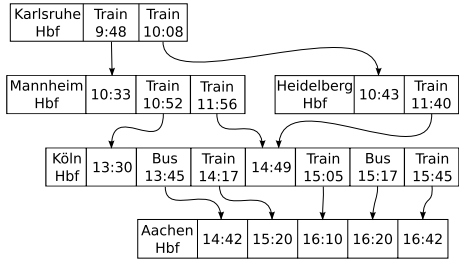 Karlsruhe Hbf
Train 9:48
Train 10:08
Mannheim Hbf
10:33
Train 10:52
Train 11:56
Heidelberg Hbf
10:43
Train 11:40
Köln Hbf
13:30
Bus 13:45
Train 14:17
14:49
Train 15:05
Bus 15:17
Train 15:45
Aachen Hbf
14:42
15:20
16:10
16:20
16:42